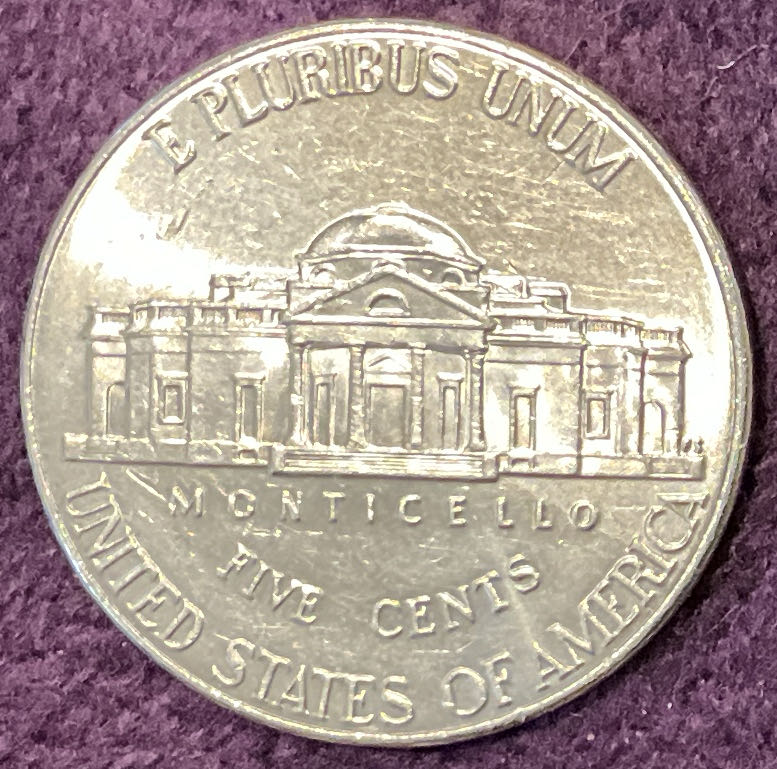 E PLURIBUS UNUM
MONTICELLO
FIVE CENTS
UNITED STATES OF AMERICA